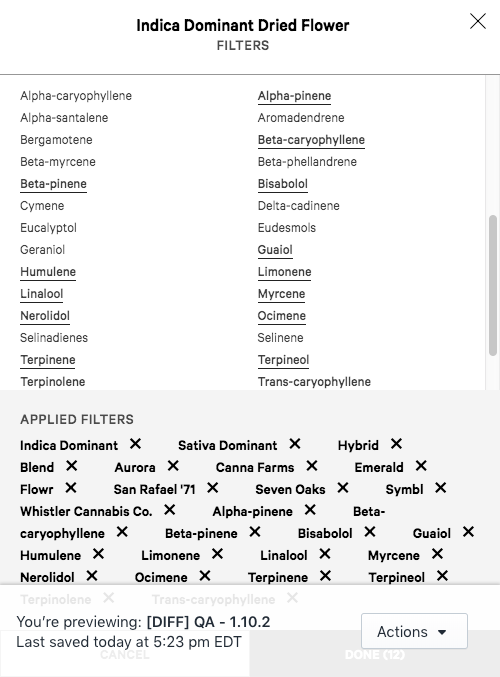 Indica Dominant Dried Flower
FILTERS
Alpha-caryophyllene Alpha-pinene
Alpha-santalene Aromadendrene
Bergamotene Beta-caryophyllene
Beta-myrcene Beta-phellandrene
Beta-pinene Bisabolol
Cymene Delta-cadinene
Eucalyptol Eudesmols
Geraniol Guaiol
Humulene Limonene
Linalool Myrcene
Nerolidol Ocimene
Selinadienes Selinene
Terpinene Terpineol
Terpinolene Trans-caryophyllene
APPLIED FILTERS
Indica Dominant Sativa Dominant Hybrid
Blend Aurora Canna Farms Emerald
Flowr San Rafael '71 Seven Oaks Symbl
Whistler Cannabis Co. Alpha-pinene Beta-
caryophyllene Beta-pinene Bisabolol Guaiol
Humulene Limonene Linalool Myrcene
Nerolidol Ocimene Terpinene Terpineol
Terpinolene Trans-caryophyllene
You're previewing: [DIFF] QA - 1.10.2
Last saved today at 5:23 pm EDT
Actions
CANCEL DONE (12)